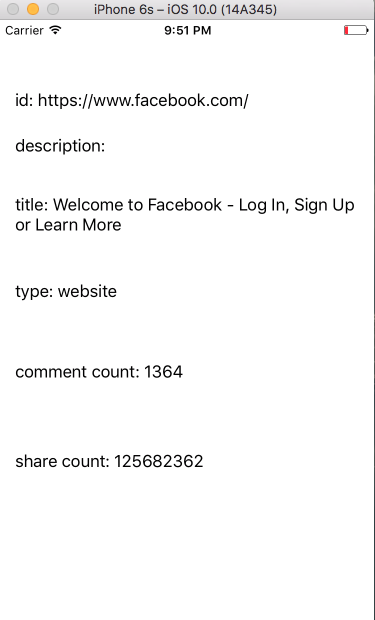 iPhone 6s – iOS 10.0 (14A345)
Carrier 9:51 PM
id: https://www.facebook.com/
description:
title: Welcome to Facebook - Log In, Sign Up
or Learn More
type: website
comment count: 1364
share count: 125682362